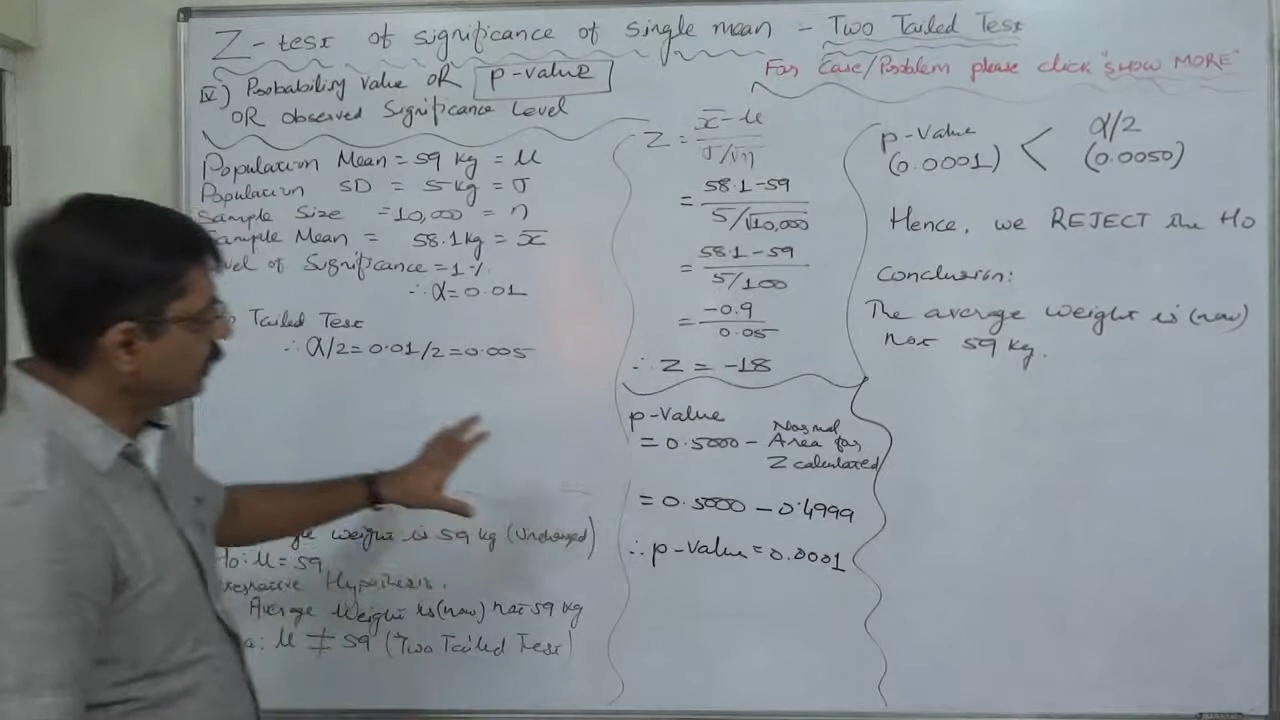 Z-test of significance of single mean - Two Tailed Test
For Case/Problem please click "SHOW MORE"
IV) Probability Value OR p-value
OR Observed Significance Level
Population Mean = 59 kg = μ
Population SD = 5 kg = σ
Sample Size = 10,000 = n
Sample Mean = 58.1 kg = x̄
of Significance = 1%
∴ α = 0.01
Tailed Test
∴ α/2 = 0.01/2 = 0.005
weight is 59 kg (Unchanged)
Ho: μ = 59
Hypothesis.
Average Weight is (now) not 59 kg
μ ≠ 59 (Two Tailed Test)
Z = x̄ - μ / σ/√n
= 58.1 - 59 / 5/√10,000
= 58.1 - 59 / 5/100
= -0.9 / 0.05
∴ Z = -18
p-Value
= 0.5000 - Normal Area for Z calculated
= 0.5000 - 0.4999
∴ p-Value = 0.0001
p-Value < α/2
(0.0001) (0.0050)
Hence, we REJECT the Ho
Conclusion:
The average weight is (now)
not 59 kg.